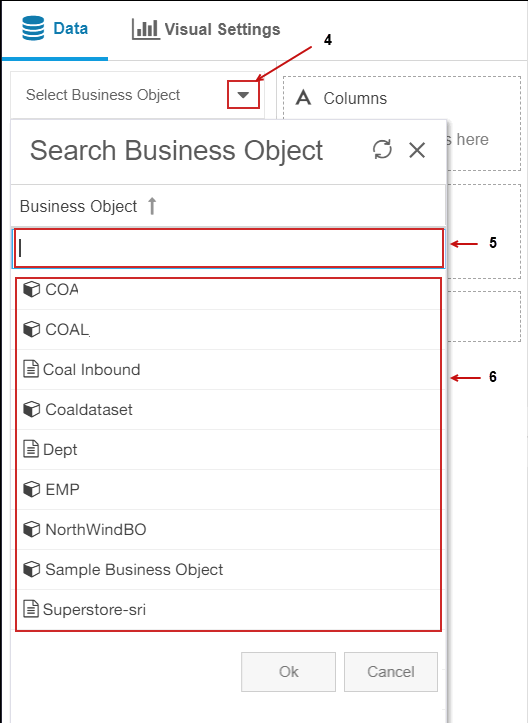 Data
Visual Settings
4
Select Business Object
Columns
Search Business Object
s here
Business Object
5
COA
COAL
Coal Inbound
6
Coaldataset
Dept
EMP
NorthWindBO
Sample Business Object
Superstore-sri
Ok
Cancel